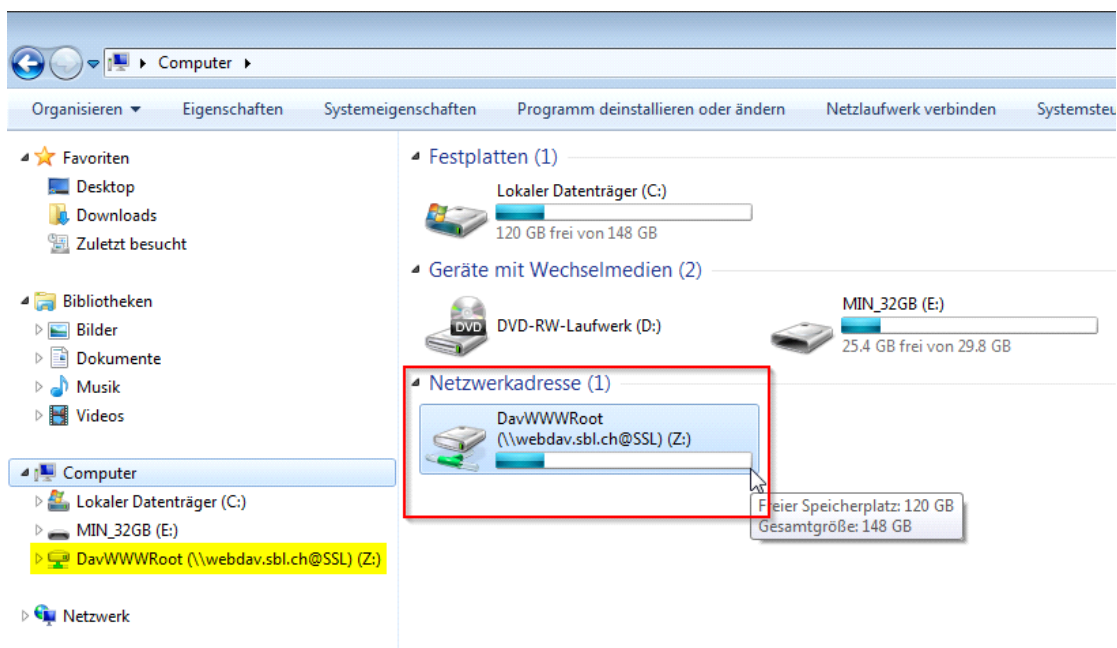 Computer
Organisieren Eigenschaften Systemeigenschaften Programm deinstallieren oder ändern Netzlaufwerk verbinden Systemsteu
Favoriten
Desktop
Downloads
Zuletzt besucht
Bibliotheken
Bilder
Dokumente
Musik
Videos
Computer
Lokaler Datenträger (C:)
MIN_32GB (E:)
DavWWWRoot (\\webdav.sbl.ch@SSL) (Z:)
Netzwerk
Festplatten (1)
Lokaler Datenträger (C:)
120 GB frei von 148 GB
Geräte mit Wechselmedien (2)
DVD
DVD-RW-Laufwerk (D:)
MIN_32GB (E:)
25.4 GB frei von 29.8 GB
Netzwerkadresse (1)
DavWWWRoot
(\\webdav.sbl.ch@SSL) (Z:)
Freier Speicherplatz: 120 GB
Gesamtgröße: 148 GB